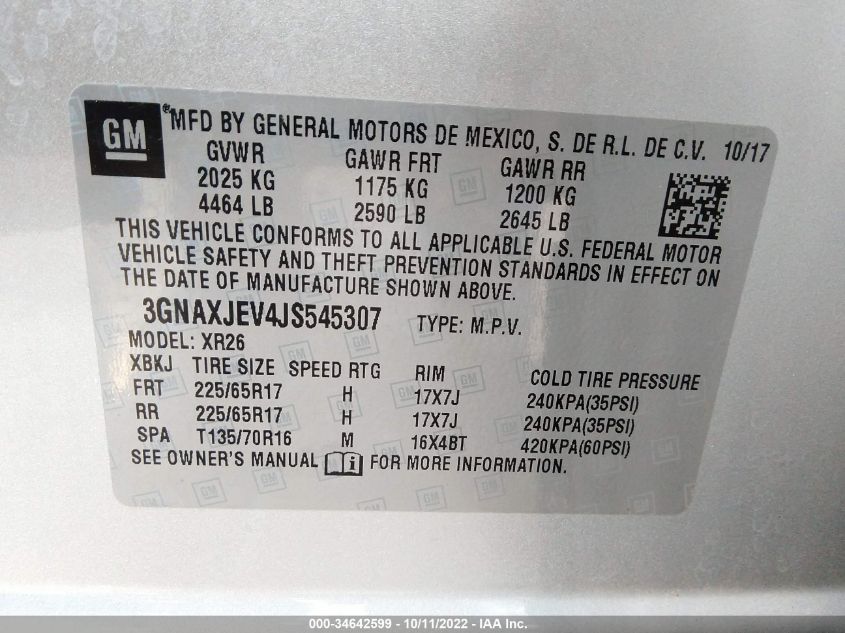 GM
®MFD BY GENERAL MOTORS DE MEXICO, S. DE R.L. DE C.V. 10/17
GVWR GAWR FRT GAWR RR
2025 KG 1175 KG 1200 KG
4464 LB 2590 LB 2645 LB
THIS VEHICLE CONFORMS TO ALL APPLICABLE U.S. FEDERAL MOTOR
VEHICLE SAFETY AND THEFT PREVENTION STANDARDS IN EFFECT ON
THE DATE OF MANUFACTURE SHOWN ABOVE.
3GNAXJEV4JS545307 TYPE: M.P.V.
MODEL: XR26
XBKJ TIRE SIZE SPEED RTG RIM COLD TIRE PRESSURE
FRT 225/65R17 H 17X7J 240KPA(35PSI)
RR 225/65R17 H 17X7J 240KPA(35PSI)
SPA T135/70R16 M 16X4BT 420KPA(60PSI)
SEE OWNER'S MANUAL i FOR MORE INFORMATION.
000-34642599 - 10/11/2022 - IAA Inc.